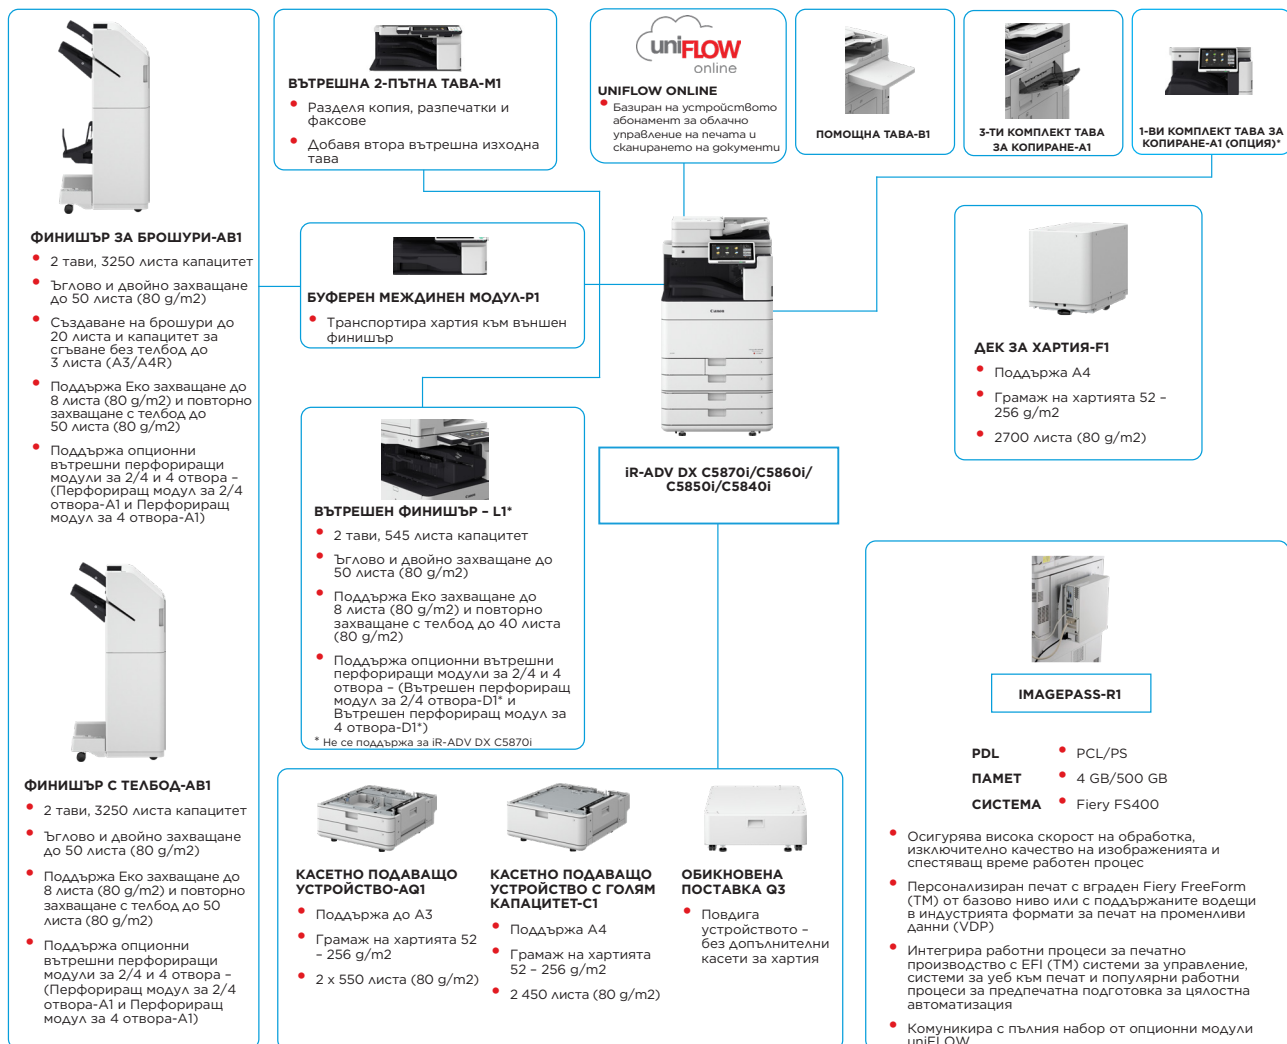 ФИНИШЪР ЗА БРОШУРИ-AB1
• 2 тави, 3250 листа капацитет
• Ъглово и двойно захващане
до 50 листа (80 g/m2)
• Създаване на брошури до
20 листа и капацитет за
сгъване без телбод до
3 листа (A3/A4R)
• Поддържа Еко захващане до
8 листа (80 g/m2) и повторно
захващане с телбод до
50 листа (80 g/m2)
• Поддържа опционни
вътрешни перфориращи
модули за 2/4 и 4 отвора –
(Перфориращ модул за 2/4
отвора-A1 и Перфориращ
модул за 4 отвора-A1)
ФИНИШЪР С ТЕЛБОД-AB1
• 2 тави, 3250 листа капацитет
• Ъглово и двойно захващане
до 50 листа (80 g/m2)
• Поддържа Еко захващане до
8 листа (80 g/m2) и повторно
захващане с телбод до 50
листа (80 g/m2)
• Поддържа опционни
вътрешни перфориращи
модули за 2/4 и 4 отвора –
(Перфориращ модул за 2/4
отвора-A1 и Перфориращ
модул за 4 отвора-A1)
ВЪТРЕШНА 2-ПЪТНА ТАВА-M1
• Разделя копия, разпечатки и
факсове
• Добавя втора вътрешна изходна
тава
uniFLOW
online
UNIFLOW ONLINE
• Базиран на устройството
абонамент за облачно
управление на печата и
сканирането на документи
ПОМОЩНА ТАВА-B1
3-ТИ КОМПЛЕКТ ТАВА
ЗА КОПИРАНЕ-A1
1-ВИ КОМПЛЕКТ ТАВА ЗА
КОПИРАНЕ-A1 (ОПЦИЯ)*
БУФЕРЕН МЕЖДИНЕН МОДУЛ-P1
• Транспортира хартия към външен
финишър
Canon
iR-ADV DX C5870i/C5860i/
C5850i/C5840i
ДЕК ЗА ХАРТИЯ-F1
• Поддържа A4
• Грамаж на хартията 52 –
256 g/m2
• 2700 листа (80 g/m2)
ВЪТРЕШЕН ФИНИШЪР – L1*
• 2 тави, 545 листа капацитет
• Ъглово и двойно захващане до
50 листа (80 g/m2)
• Поддържа Еко захващане до
8 листа (80 g/m2) и повторно
захващане с телбод до 40 листа
(80 g/m2)
• Поддържа опционни вътрешни
перфориращи модули за 2/4 и 4
отвора – (Вътрешен перфориращ
модул за 2/4 отвора-D1* и
Вътрешен перфориращ модул за
4 отвора-D1*)
* Не се поддържа за iR-ADV DX C5870i
КАСЕТНО ПОДАВАЩО
УСТРОЙСТВО-AQ1
• Поддържа до A3
• Грамаж на хартията 52
– 256 g/m2
• 2 x 550 листа (80 g/m2)
КАСЕТНО ПОДАВАЩО
УСТРОЙСТВО С ГОЛЯМ
КАПАЦИТЕТ-C1
• Поддържа A4
• Грамаж на хартията
52 – 256 g/m2
• 2 450 листа (80 g/m2)
ОБИКНОВЕНА
ПОСТАВКА Q3
• Повдига
устройството –
без допълнителни
касети за хартия
IMAGEPASS-R1
PDL • PCL/PS
ПАМЕТ • 4 GB/500 GB
СИСТЕМА • Fiery FS400
• Осигурява висока скорост на обработка,
изключително качество на изображенията и
спестяващ време работен процес
• Персонализиран печат с вграден Fiery FreeForm
(TM) от базово ниво или с поддържаните водещи
в индустрията формати за печат на променливи
данни (VDP)
• Интегрира работни процеси за печатно
производство с EFI (TM) системи за управление,
системи за уеб към печат и популярни работни
процеси за предпечатна подготовка за цялостна
автоматизация
• Комуникира с пълния набор от опционни модули
uniFLOW